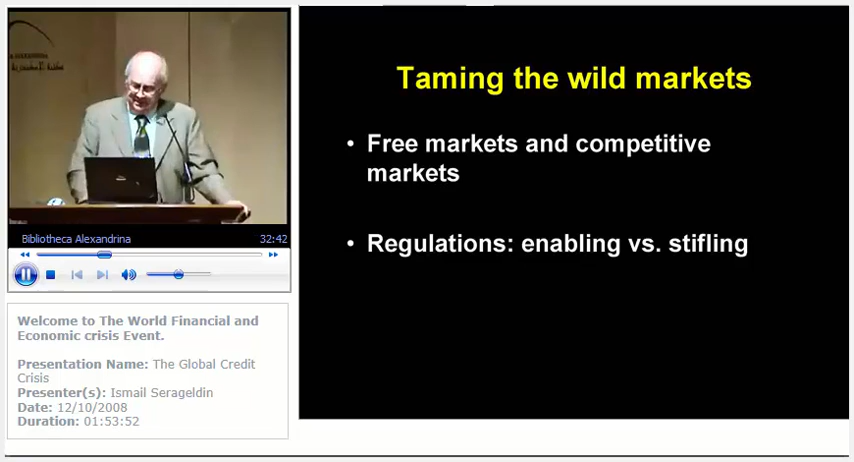 Bibliotheca Alexandrina 32:42
Welcome to The World Financial and
Economic crisis Event.
Presentation Name: The Global Credit
Crisis
Presenter(s): Ismail Serageldin
Date: 12/10/2008
Duration: 01:53:52
Taming the wild markets
• Free markets and competitive
markets
• Regulations: enabling vs. stifling